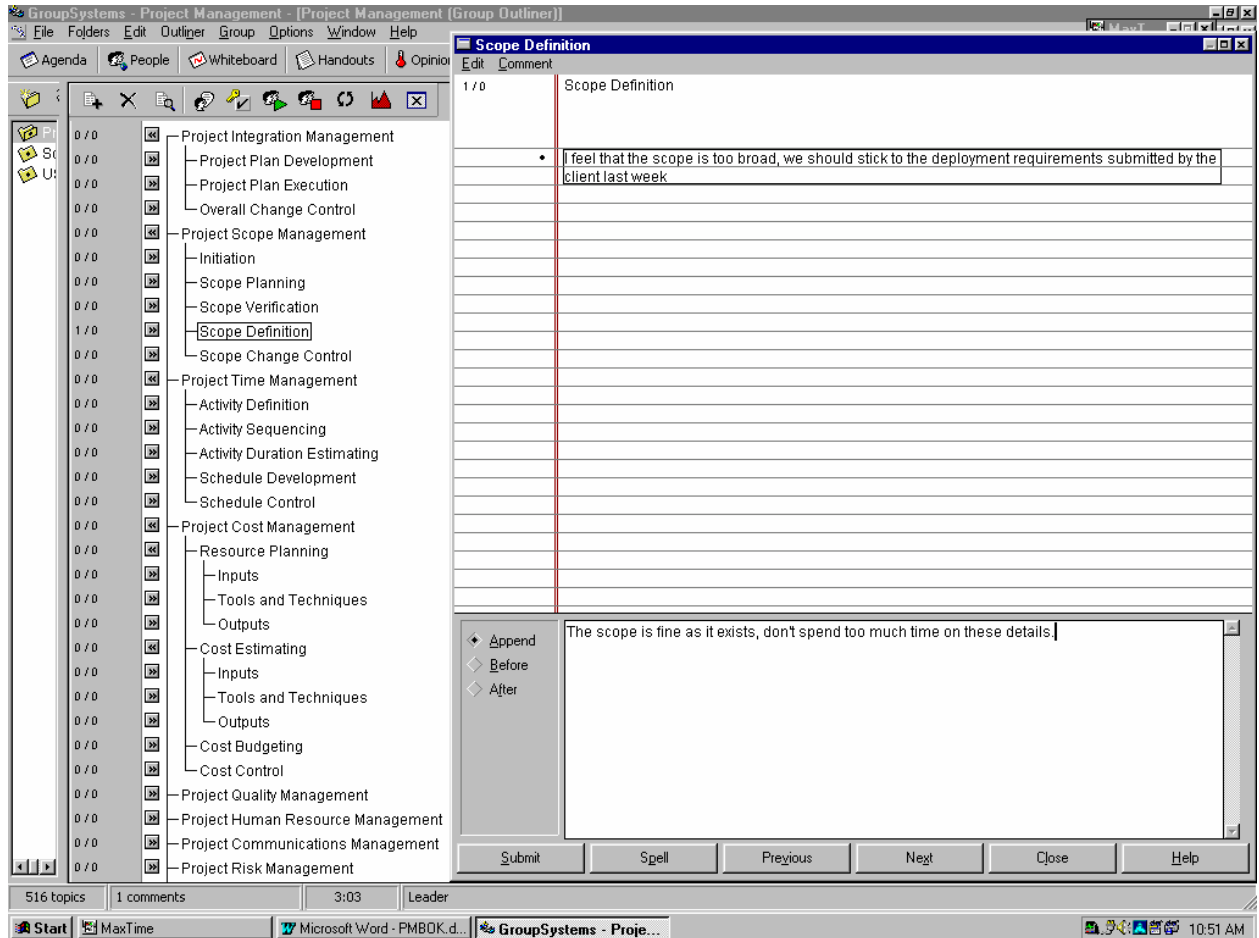 GroupSystems - Project Management - [Project Management (Group Outliner)]
File Folders Edit Outliner Group Options Window Help
MaxT
Agenda People Whiteboard Handouts Opinio
Scope Definition
Edit Comment
1 / 0 Scope Definition
• I feel that the scope is too broad, we should stick to the deployment requirements submitted by the
client last week
Pr
Sc
US
0 / 0 Project Integration Management
0 / 0 Project Plan Development
0 / 0 Project Plan Execution
0 / 0 Overall Change Control
0 / 0 Project Scope Management
0 / 0 Initiation
0 / 0 Scope Planning
0 / 0 Scope Verification
1 / 0 Scope Definition
0 / 0 Scope Change Control
0 / 0 Project Time Management
0 / 0 Activity Definition
0 / 0 Activity Sequencing
0 / 0 Activity Duration Estimating
0 / 0 Schedule Development
0 / 0 Schedule Control
0 / 0 Project Cost Management
0 / 0 Resource Planning
0 / 0 Inputs
0 / 0 Tools and Techniques
0 / 0 Outputs
0 / 0 Cost Estimating
0 / 0 Inputs
0 / 0 Tools and Techniques
0 / 0 Outputs
0 / 0 Cost Budgeting
0 / 0 Cost Control
0 / 0 Project Quality Management
0 / 0 Project Human Resource Management
0 / 0 Project Communications Management
0 / 0 Project Risk Management
Append
Before
After
The scope is fine as it exists, don't spend too much time on these details.
Submit Spell Previous Next Close Help
516 topics 1 comments 3:03 Leader
Start MaxTime Microsoft Word - PMBOK.d... GroupSystems - Proje... 10:51 AM